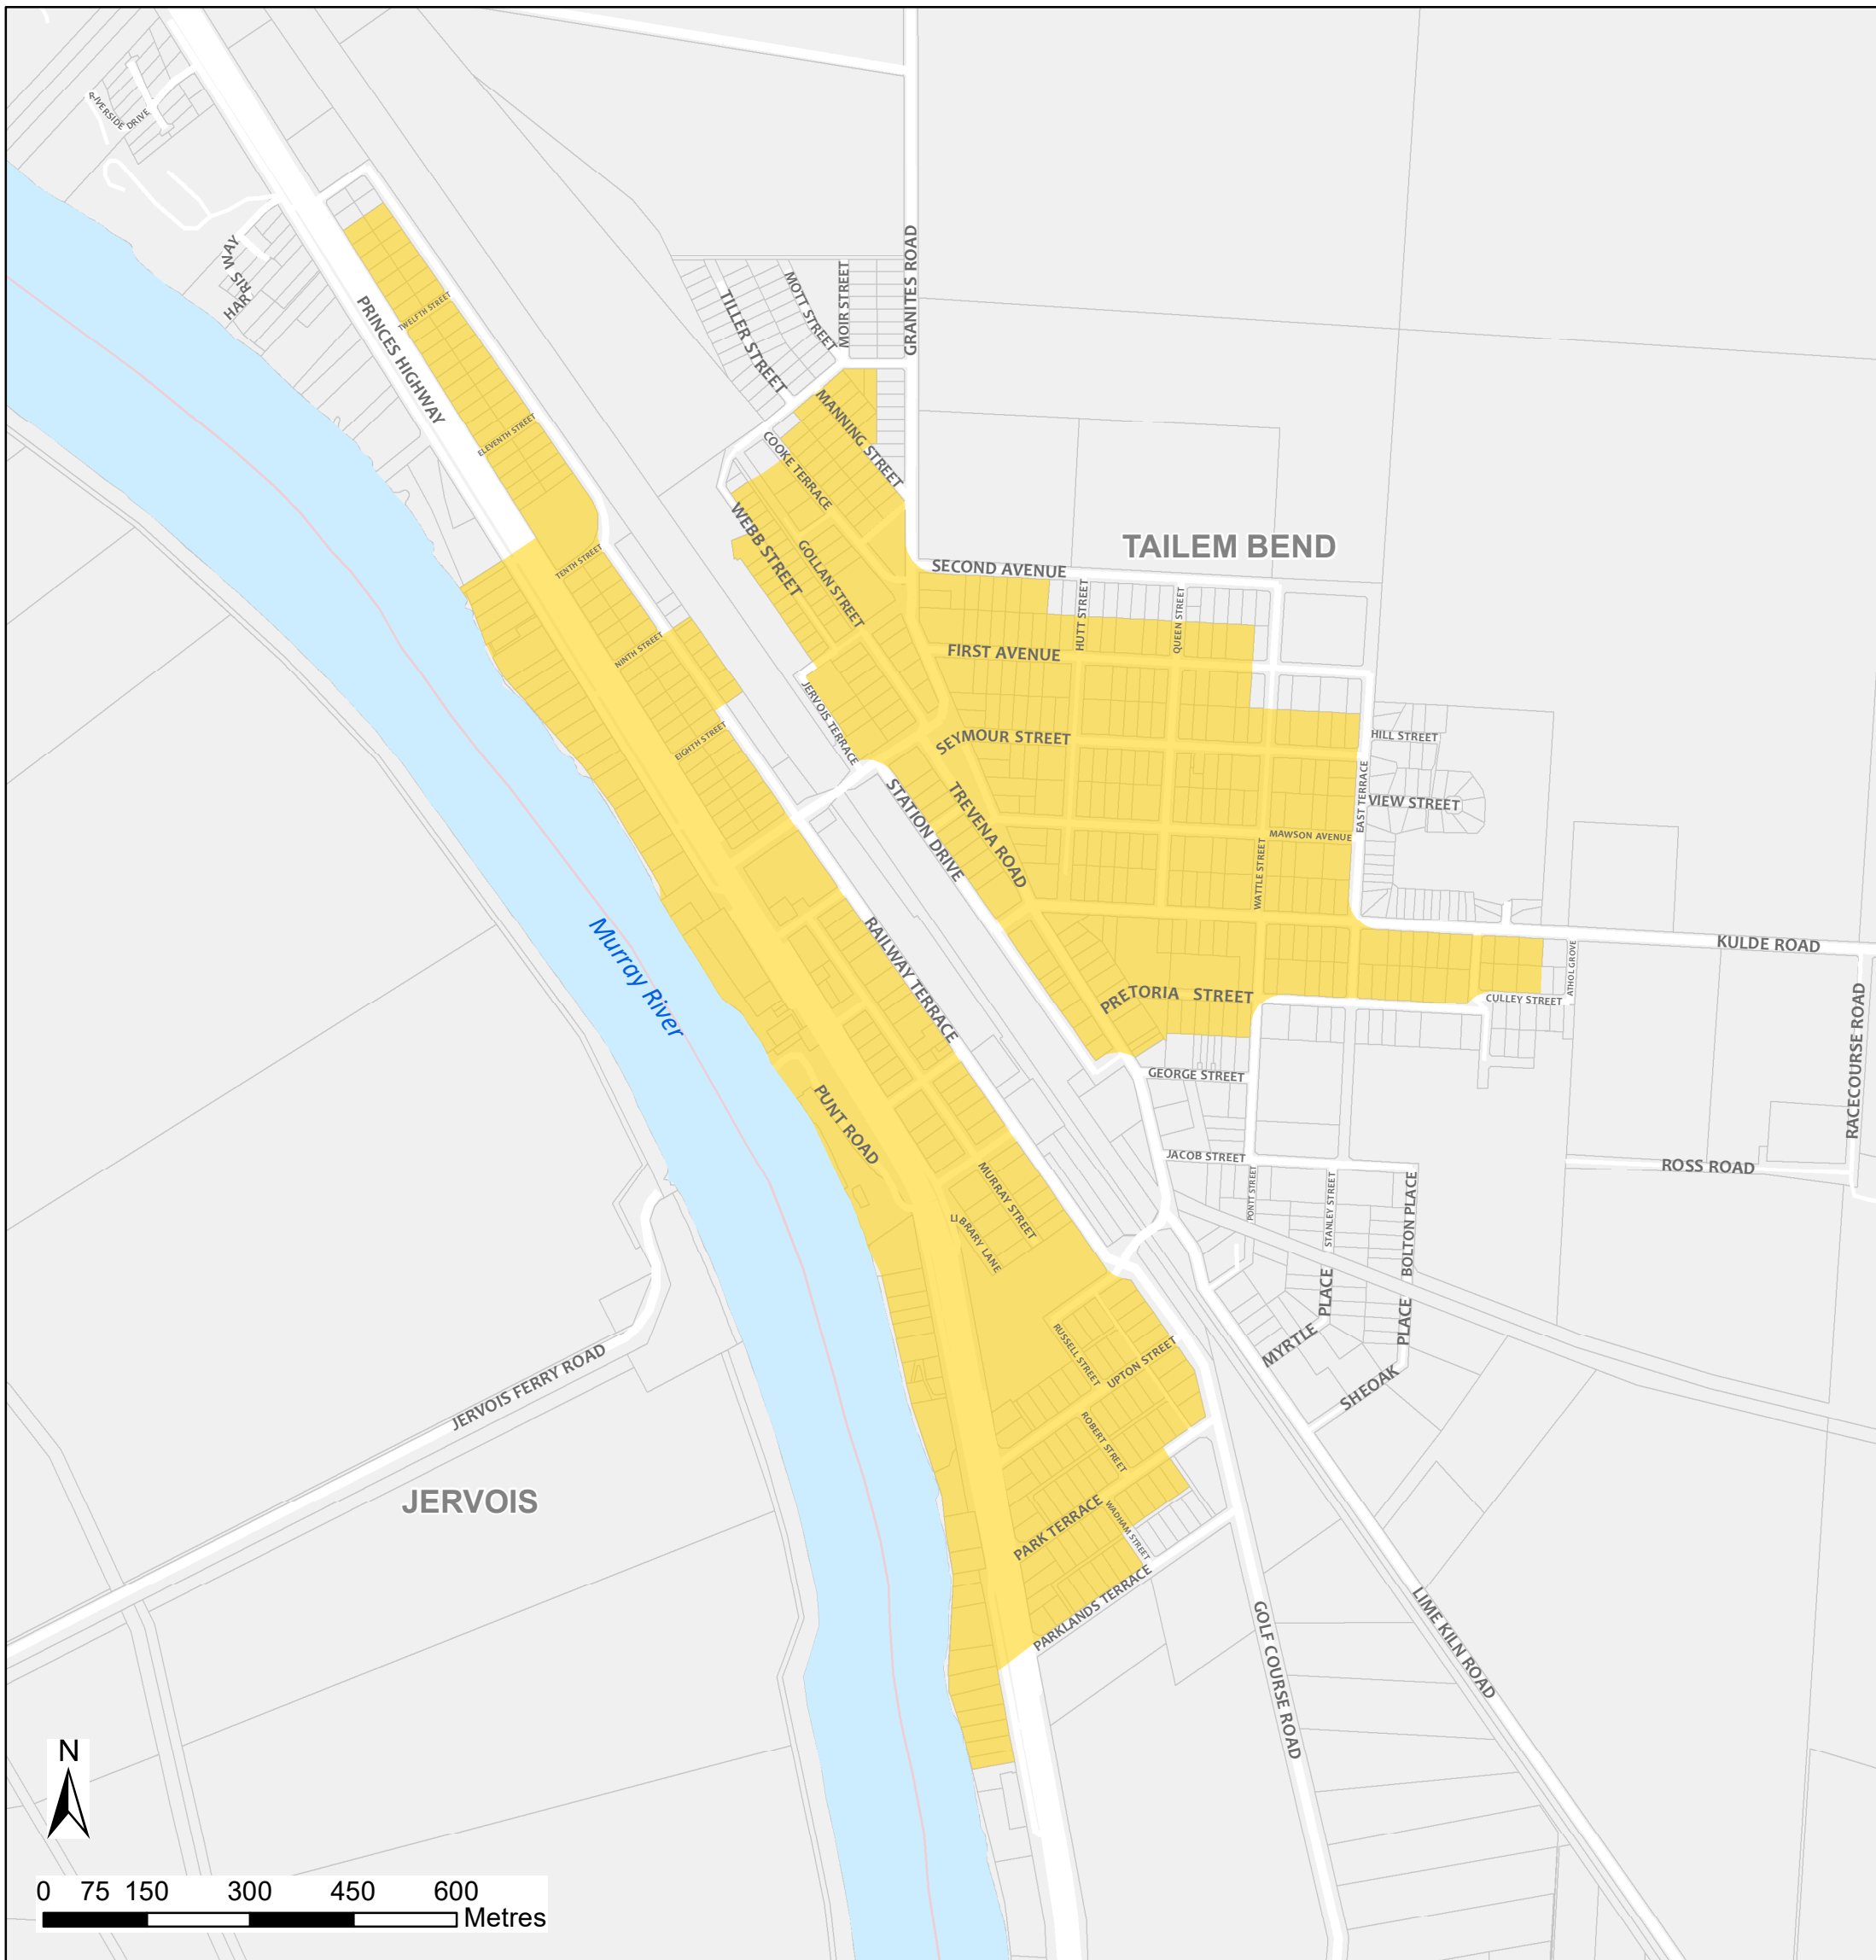 RIVERSIDE DRIVE
HARRIS WAY
PRINCES HIGHWAY
TWELFTH STREET
ELEVENTH STREET
TENTH STREET
NINTH STREET
EIGHTH STREET
TILLER STREET
MOTT STREET
MOIR STREET
GRANITES ROAD
MANNING STREET
COOKE TERRACE
WEBB STREET
GOLLAN STREET
TAILEM BEND
SECOND AVENUE
HUTT STREET
QUEEN STREET
FIRST AVENUE
JERVOIS TERRACE
SEYMOUR STREET
HILL STREET
STATION DRIVE
TREVENA ROAD
EAST TERRACE
VIEW STREET
MAWSON AVENUE
WATTLE STREET
Murray River
RAILWAY TERRACE
KULDE ROAD
ATHOL GROVE
PRETORIA STREET
CULLEY STREET
RACECOURSE ROAD
GEORGE STREET
PUNT ROAD
JACOB STREET
ROSS ROAD
MURRAY STREET
LIBRARY LANE
PONTT STREET
STANLEY STREET
BOLTON PLACE
MYRTLE PLACE
SHEOAK PLACE
RUSSELL STREET
UPTON STREET
ROBERT STREET
JERVOIS FERRY ROAD
JERVOIS
PARK TERRACE
WADHAM STREET
PARKLANDS TERRACE
GOLF COURSE ROAD
LIME KILN ROAD
N
0 75 150 300 450 600
Metres